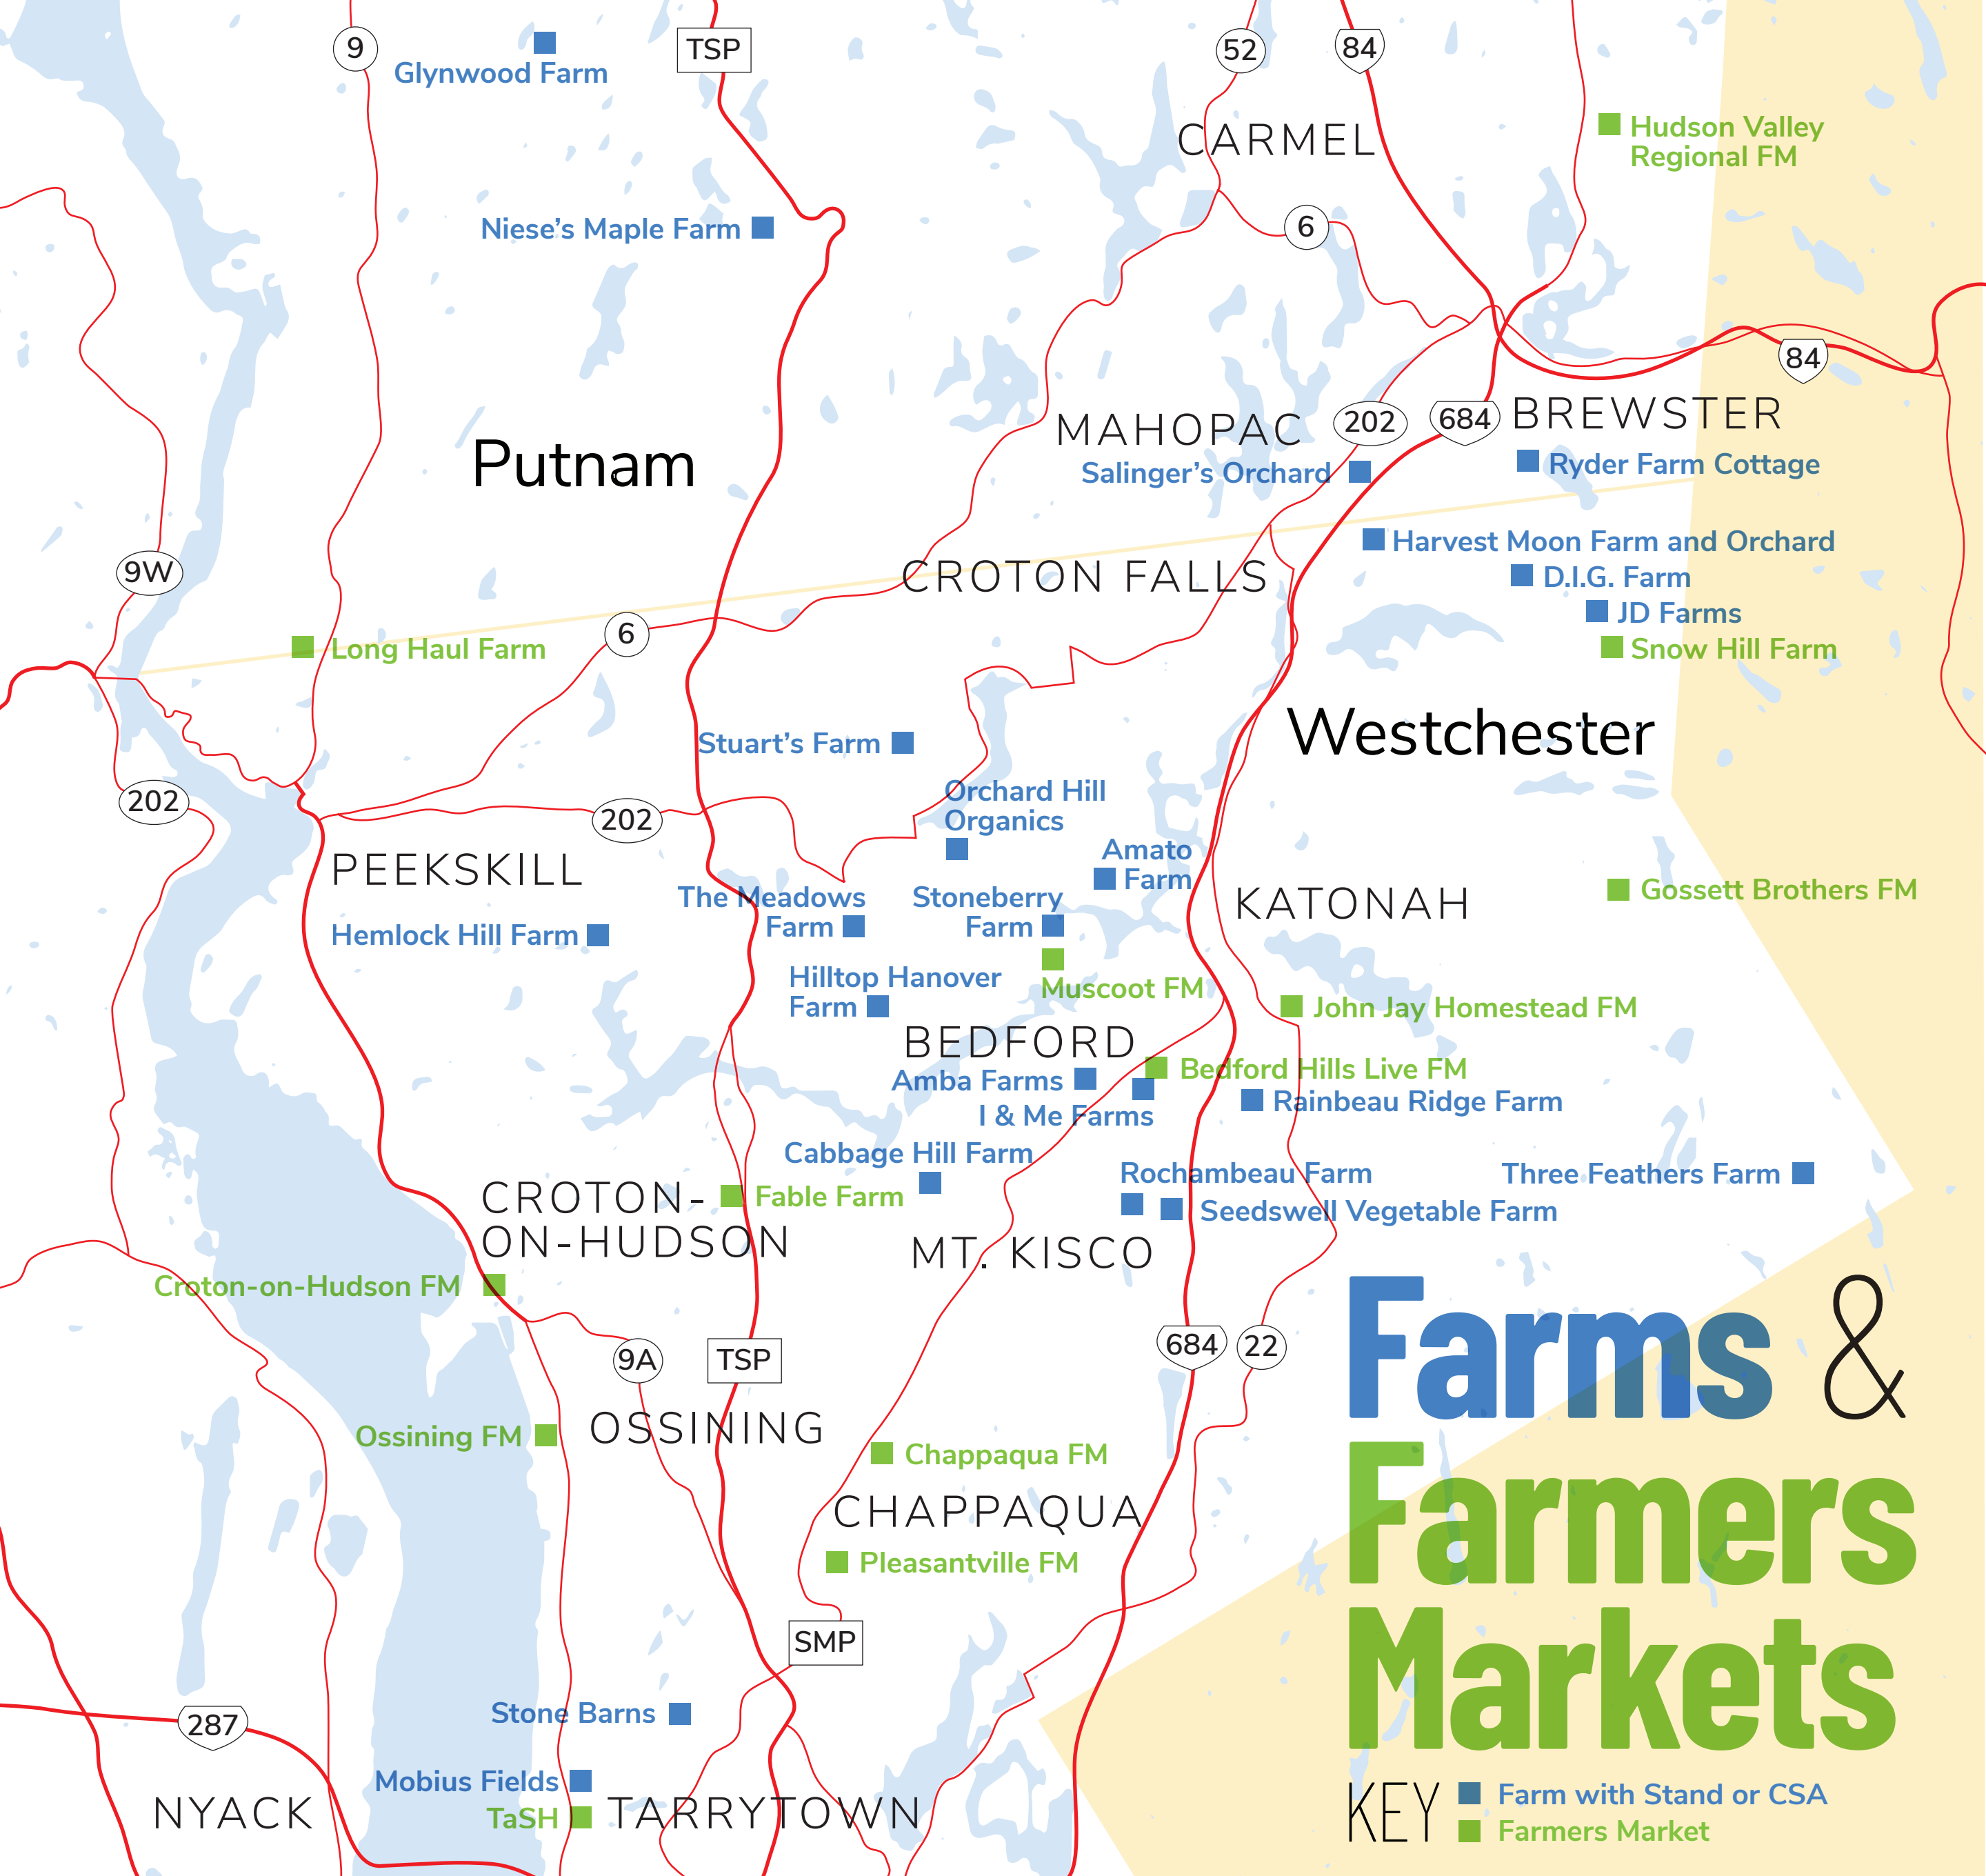 9
Glynwood Farm
TSP
52
84
CARMEL
Hudson Valley
Regional FM
Niese's Maple Farm
6
84
MAHOPAC
202
684
BREWSTER
Salinger's Orchard
Ryder Farm Cottage
Putnam
Harvest Moon Farm and Orchard
9W
CROTON FALLS
D.I.G. Farm
JD Farms
6
Long Haul Farm
Snow Hill Farm
Westchester
Stuart's Farm
202
202
Orchard Hill
Organics
PEEKSKILL
Amato
Farm
The Meadows
Farm
Stoneberry
Farm
KATONAH
Gossett Brothers FM
Hemlock Hill Farm
Hilltop Hanover
Farm
Muscoot FM
John Jay Homestead FM
BEDFORD
Bedford Hills Live FM
Amba Farms
I & Me Farms
Rainbeau Ridge Farm
Cabbage Hill Farm
Rochambeau Farm
Three Feathers Farm
CROTON-
ON-HUDSON
Fable Farm
Seedswell Vegetable Farm
MT. KISCO
Croton-on-Hudson FM
9A
TSP
684
22
Ossining FM
OSSINING
Chappaqua FM
CHAPPAQUA
Pleasantville FM
SMP
Stone Barns
287
Mobius Fields
NYACK
TaSH
TARRYTOWN
Farms &
Farmers
Markets
KEY
Farm with Stand or CSA
Farmers Market